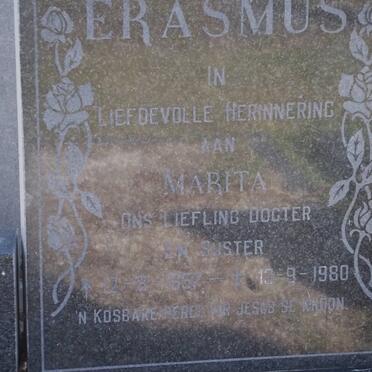 ERASMUS
IN
LIEFDEVOLLE HERINNERING
AAN
MARITA
ONS LIEFLING DOGTER
EN SUSTER
- † 13-9-1980
'N KOSBARE PEREL VIR JESUS SE KROON